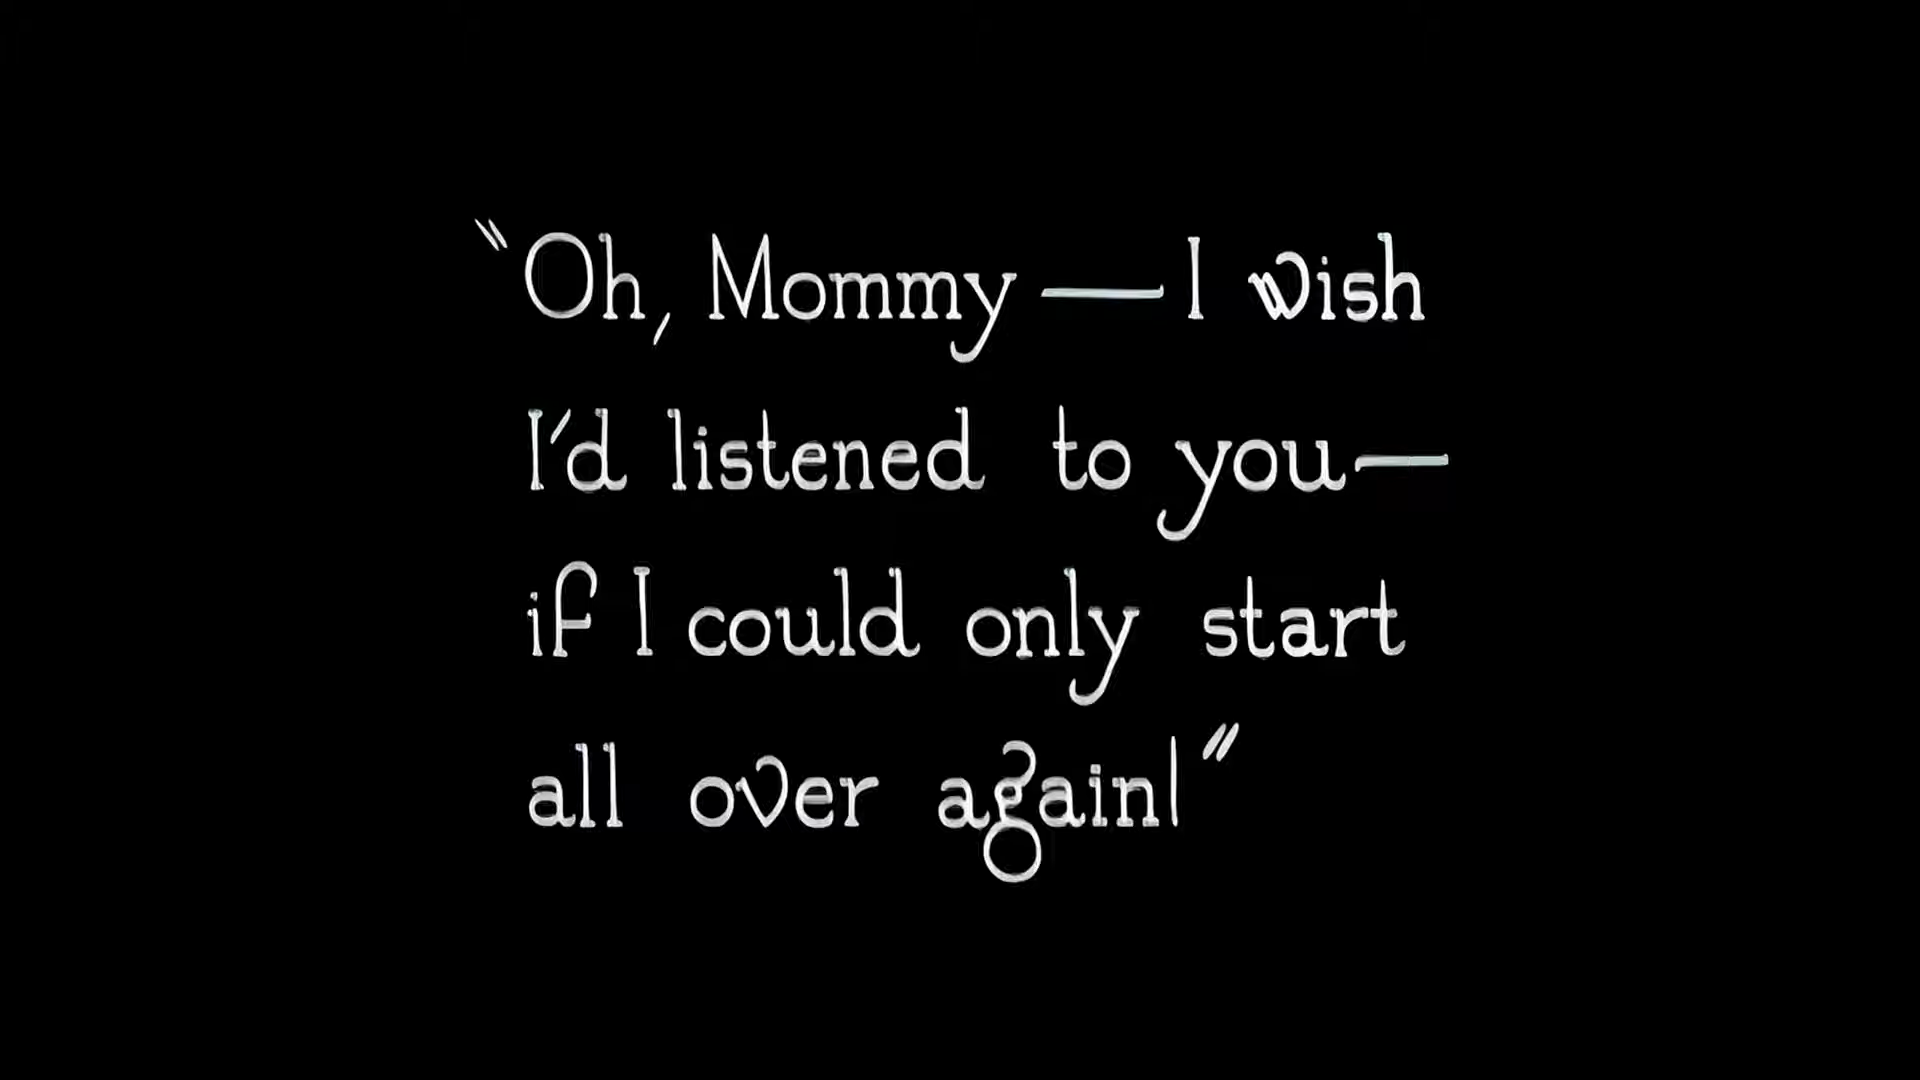 "Oh, Mommy — I wish
I'd listened to you—
if I could only start
all over again!"